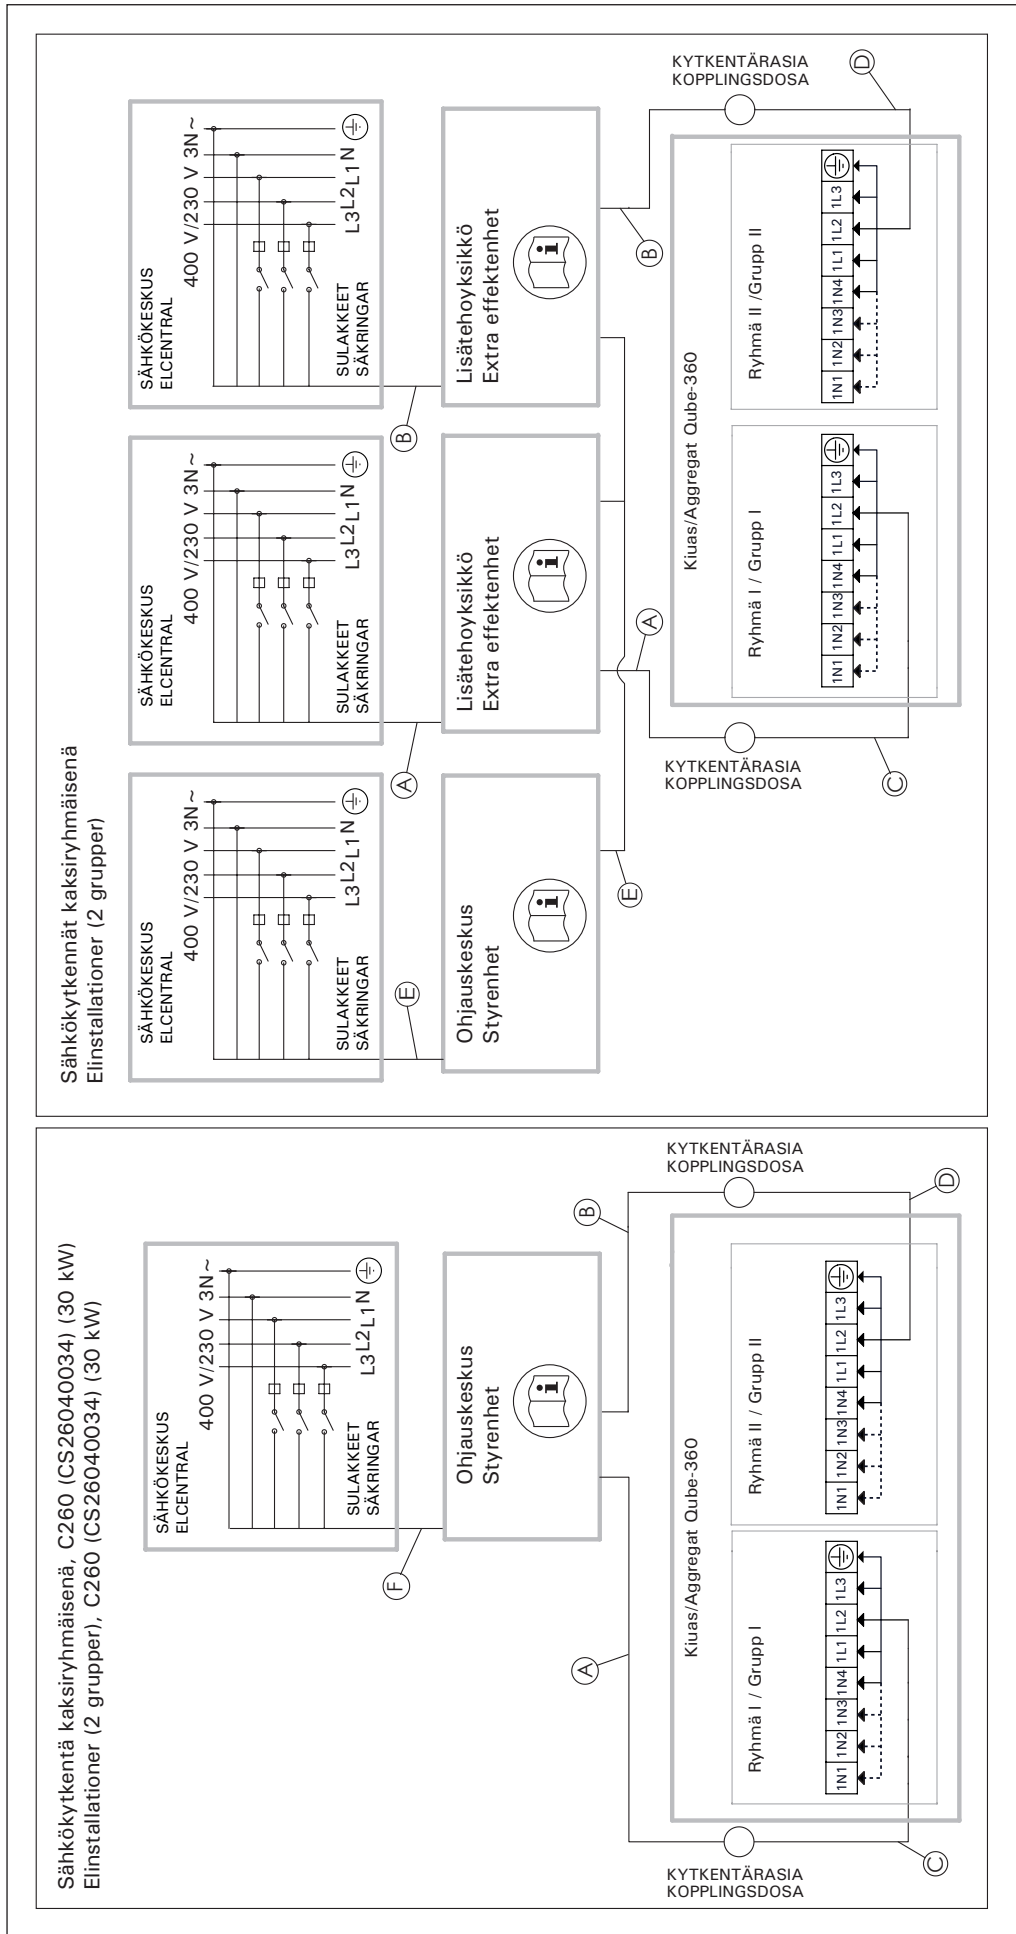 Sähkökytkentä kaksiryhmäisenä, C260 (CS26040034) (30 kW)
Elinstallationer (2 grupper), C260 (CS26040034) (30 kW)
SÄHKÖKESKUS
ELCENTRAL
400 V/230 V 3N~
L3 L2 L1 N
SULAKKEET
SÄKRINGAR
F
Ohjauskeskus
Styrenhet
i
A
B
KYTKENTÄRASIA
KOPPLINGSDOSA
KYTKENTÄRASIA
KOPPLINGSDOSA
Kiuas/Aggregat Qube-360
Ryhmä I / Grupp I
1N1 1N2 1N3 1N4 1L1 1L2 1L3
Ryhmä II / Grupp II
1N1 1N2 1N3 1N4 1L1 1L2 1L3
C
D
Sähkökytkennät kaksiryhmäisenä
Elinstallationer (2 grupper)
SÄHKÖKESKUS
ELCENTRAL
400 V/230 V 3N~
L3 L2 L1 N
SULAKKEET
SÄKRINGAR
SÄHKÖKESKUS
ELCENTRAL
400 V/230 V 3N~
L3 L2 L1 N
SULAKKEET
SÄKRINGAR
SÄHKÖKESKUS
ELCENTRAL
400 V/230 V 3N~
L3 L2 L1 N
SULAKKEET
SÄKRINGAR
E
A
B
Ohjauskeskus
Styrenhet
i
Lisätehoyksikkö
Extra effektenhet
i
Lisätehoyksikkö
Extra effektenhet
i
E
A
B
KYTKENTÄRASIA
KOPPLINGSDOSA
KYTKENTÄRASIA
KOPPLINGSDOSA
Kiuas/Aggregat Qube-360
Ryhmä I / Grupp I
1N1 1N2 1N3 1N4 1L1 1L2 1L3
Ryhmä II /Grupp II
1N1 1N2 1N3 1N4 1L1 1L2 1L3
C
D